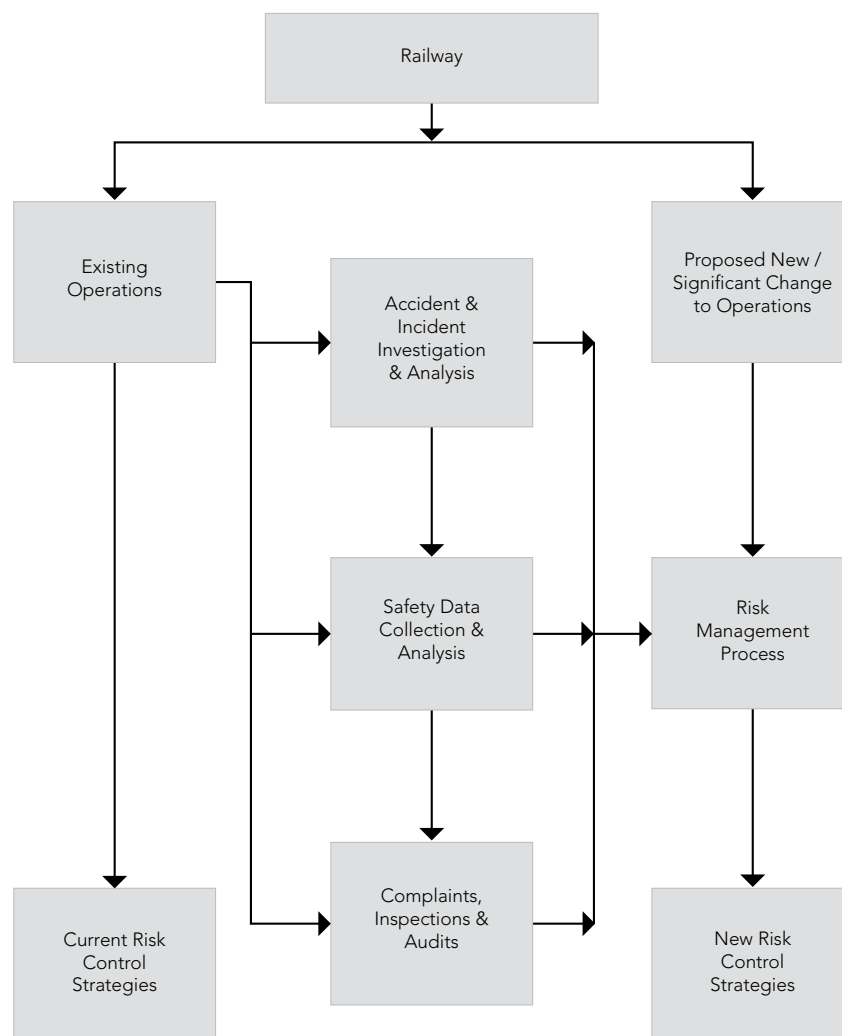 Railway
Existing
Operations
Proposed New /
Significant Change
to Operations
Accident &
Incident
Investigation
& Analysis
Safety Data
Collection &
Analysis
Risk
Management
Process
Complaints,
Inspections &
Audits
Current Risk
Control
Strategies
New Risk
Control
Strategies